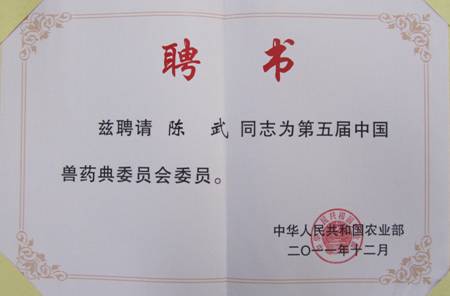 聘书
兹聘请 陈 武 同志为第五届中国
兽药典委员会委员。
中华人民共和国农业部
二〇一一年十二月